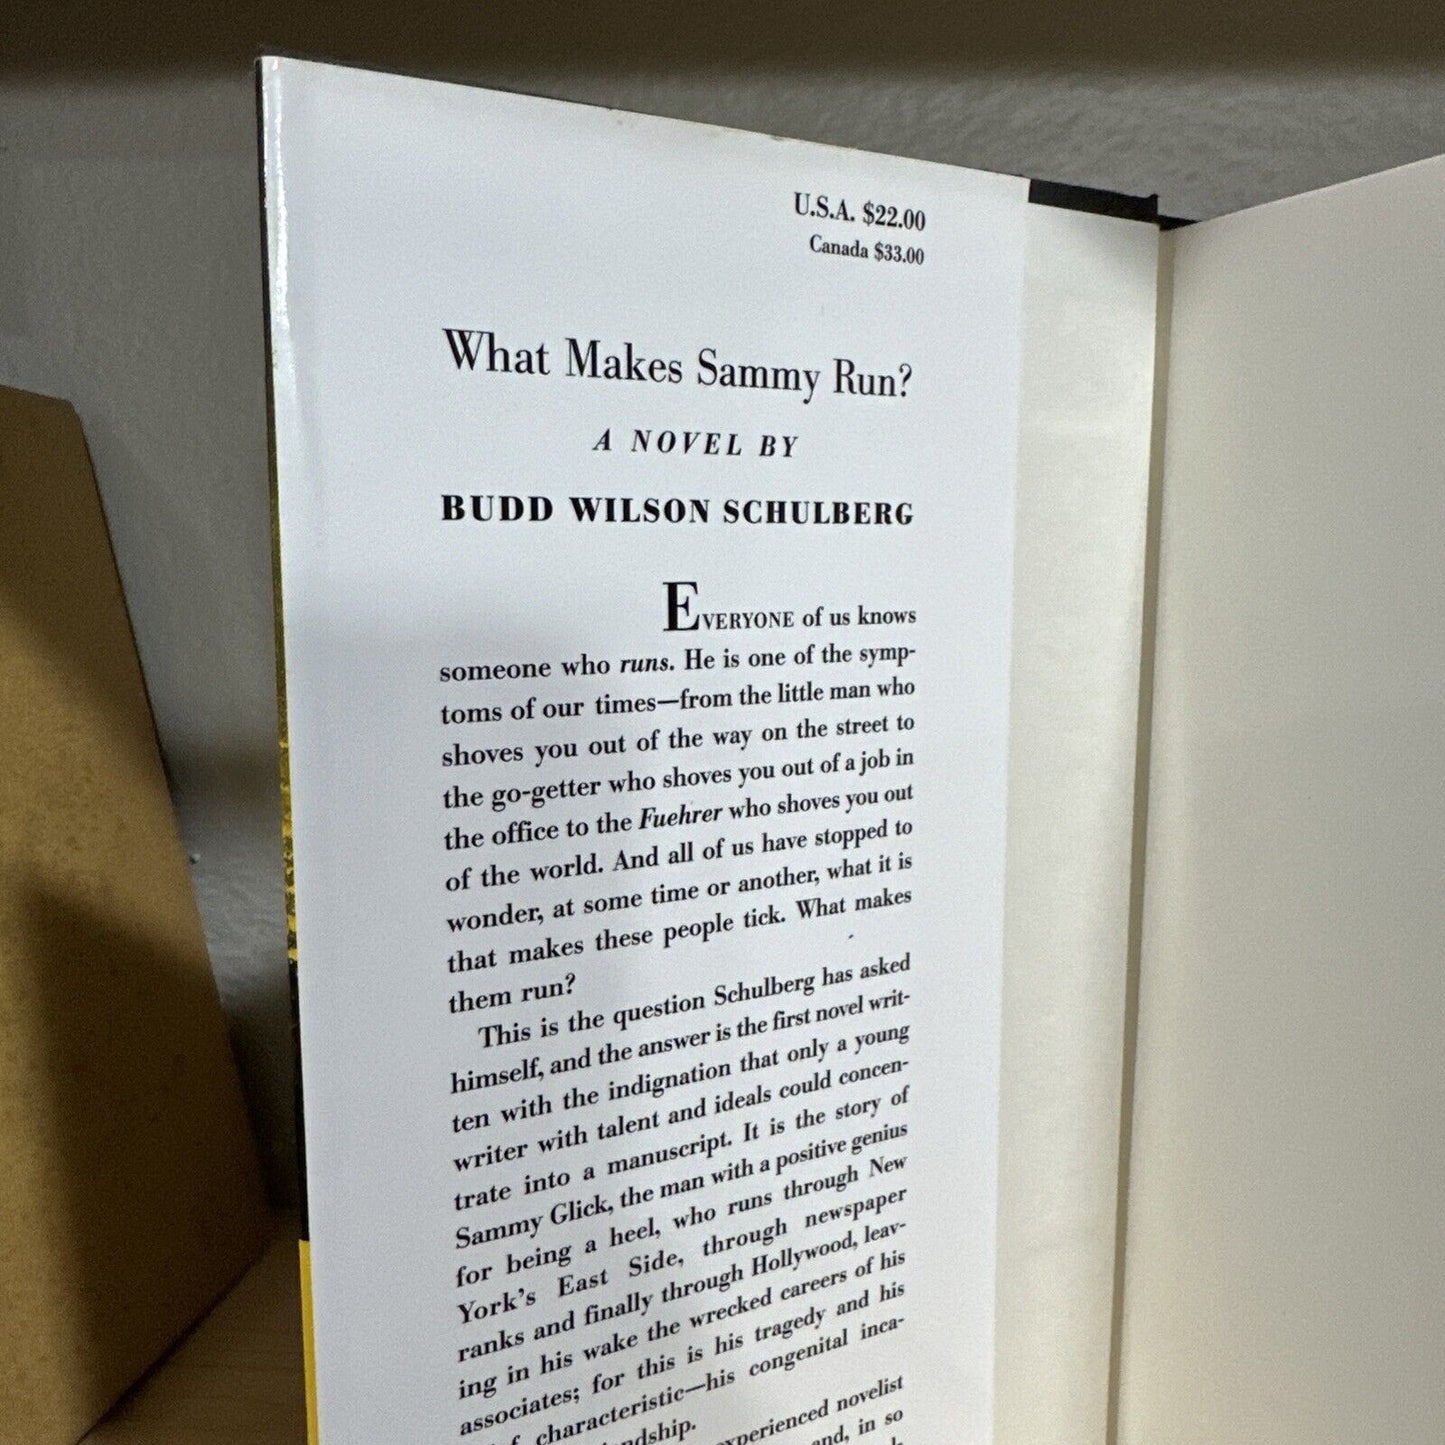 U.S.A. $22.00
Canada $33.00
What Makes Sammy Run?
A NOVEL BY
BUDD WILSON SCHULBERG
EVERYONE of us knows
someone who runs. He is one of the symp-
toms of our times—from the little man who
shoves you out of the way on the street to
the go-getter who shoves you out of a job in
the office to the Fuehrer who shoves you out
of the world. And all of us have stopped to
wonder, at some time or another, what it is
that makes these people tick. What makes
them run?
This is the question Schulberg has asked
himself, and the answer is the first novel writ-
ten with the indignation that only a young
writer with talent and ideals could concen-
trate into a manuscript. It is the story of
Sammy Glick, the man with a positive genius
for being a heel, who runs through New
York's East Side, through newspaper
ranks and finally through Hollywood, leav-
ing in his wake the wrecked careers of his
associates; for this is his tragedy and his
characteristic—his congenital inca-
novelist
and, in so